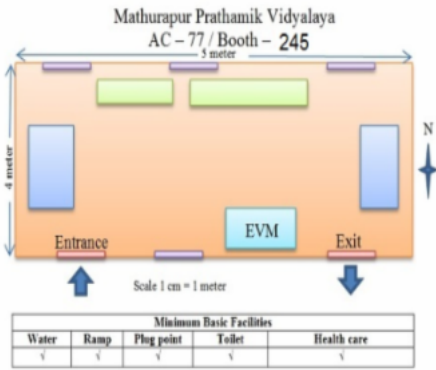 Mathurapur Prathamik Vidyalaya
AC – 77 / Booth – 245
5 meter
4 meter
N
EVM
Entrance
Exit
Scale 1 cm = 1 meter
Minimum Basic Facilities
Water Ramp Plug point Toilet Health care
√ √ √ √ √